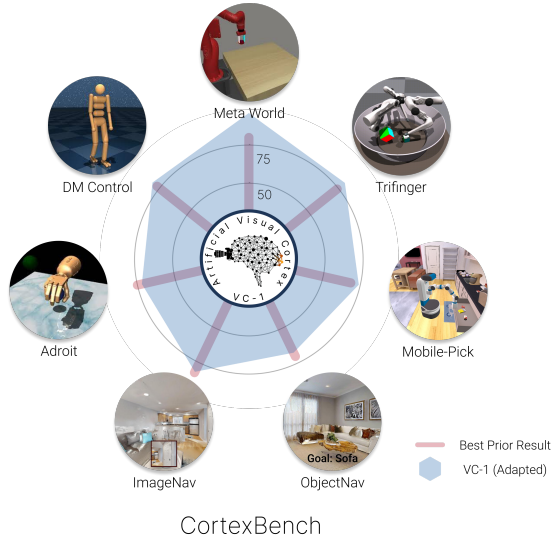 Meta World
DM Control
Trifinger
75
50
Artificial Visual Cortex
VC-1
Adroit
Mobile-Pick
Goal: Sofa
ImageNav
ObjectNav
Best Prior Result
VC-1 (Adapted)
CortexBench